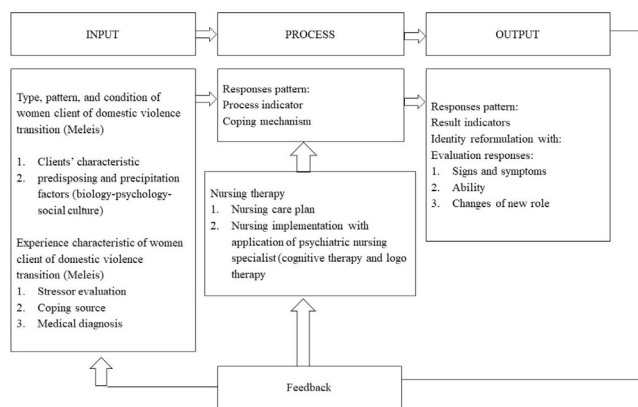 INPUT
PROCESS
OUTPUT
Type, pattern, and condition of
women client of domestic violence
transition (Meleis)
1. Clients' characteristic
2. predisposing and precipitation
factors (biology-psychology-
social culture)
Experience characteristic of women
client of domestic violence
transition (Meleis)
1. Stressor evaluation
2. Coping source
3. Medical diagnosis
Responses pattern:
Process indicator
Coping mechanism
Nursing therapy
1. Nursing care plan
2. Nursing implementation with
application of psychiatric nursing
specialist (cognitive therapy and logo
therapy
Responses pattern:
Result indicators
Identity reformulation with:
Evaluation responses:
1. Signs and symptoms
2. Ability
3. Changes of new role
Feedback